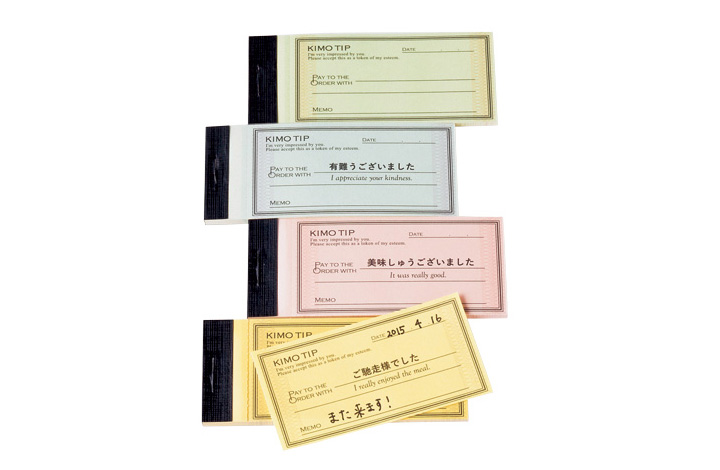 KIMO TIP
DATE
I'm very impressed by you.
Please accept this as a token of my esteem.
PAY TO THE
ORDER WITH
MEMO
KIMO TIP
DATE
I'm very impressed by you.
Please accept this as a token of my esteem.
PAY TO THE
ORDER WITH
有難うございました
I appreciate your kindness.
MEMO
KIMO TIP
DATE
I'm very impressed by you.
Please accept this as a token of my esteem.
PAY TO THE
ORDER WITH
美味しゅうございました
It was really good.
MEMO
KIMO TIP
DATE 2015 4 16
I'm very impressed by you.
Please accept this as a token of my esteem.
PAY TO THE
ORDER WITH
ご馳走様でした
I really enjoyed the meal.
MEMO また来ます!